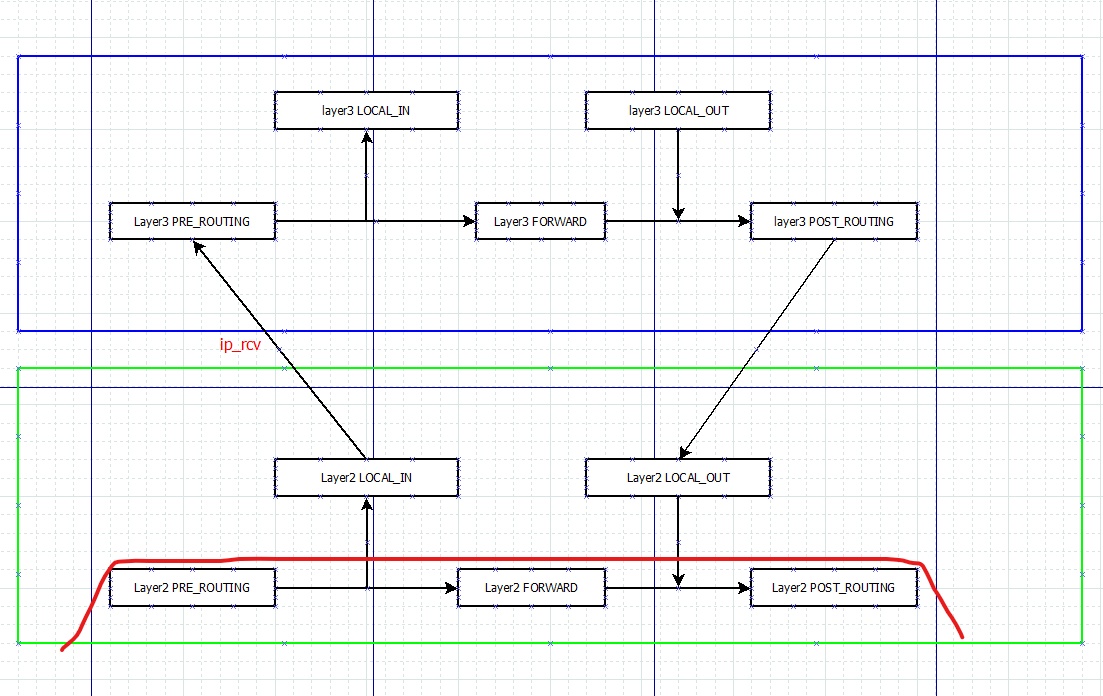 layer3 LOCAL_IN
layer3 LOCAL_OUT
Layer3 PRE_ROUTING
Layer3 FORWARD
layer3 POST_ROUTING
ip_rcv
Layer2 LOCAL_IN
Layer2 LOCAL_OUT
Layer2 PRE_ROUTING
Layer2 FORWARD
Layer2 POST_ROUTING